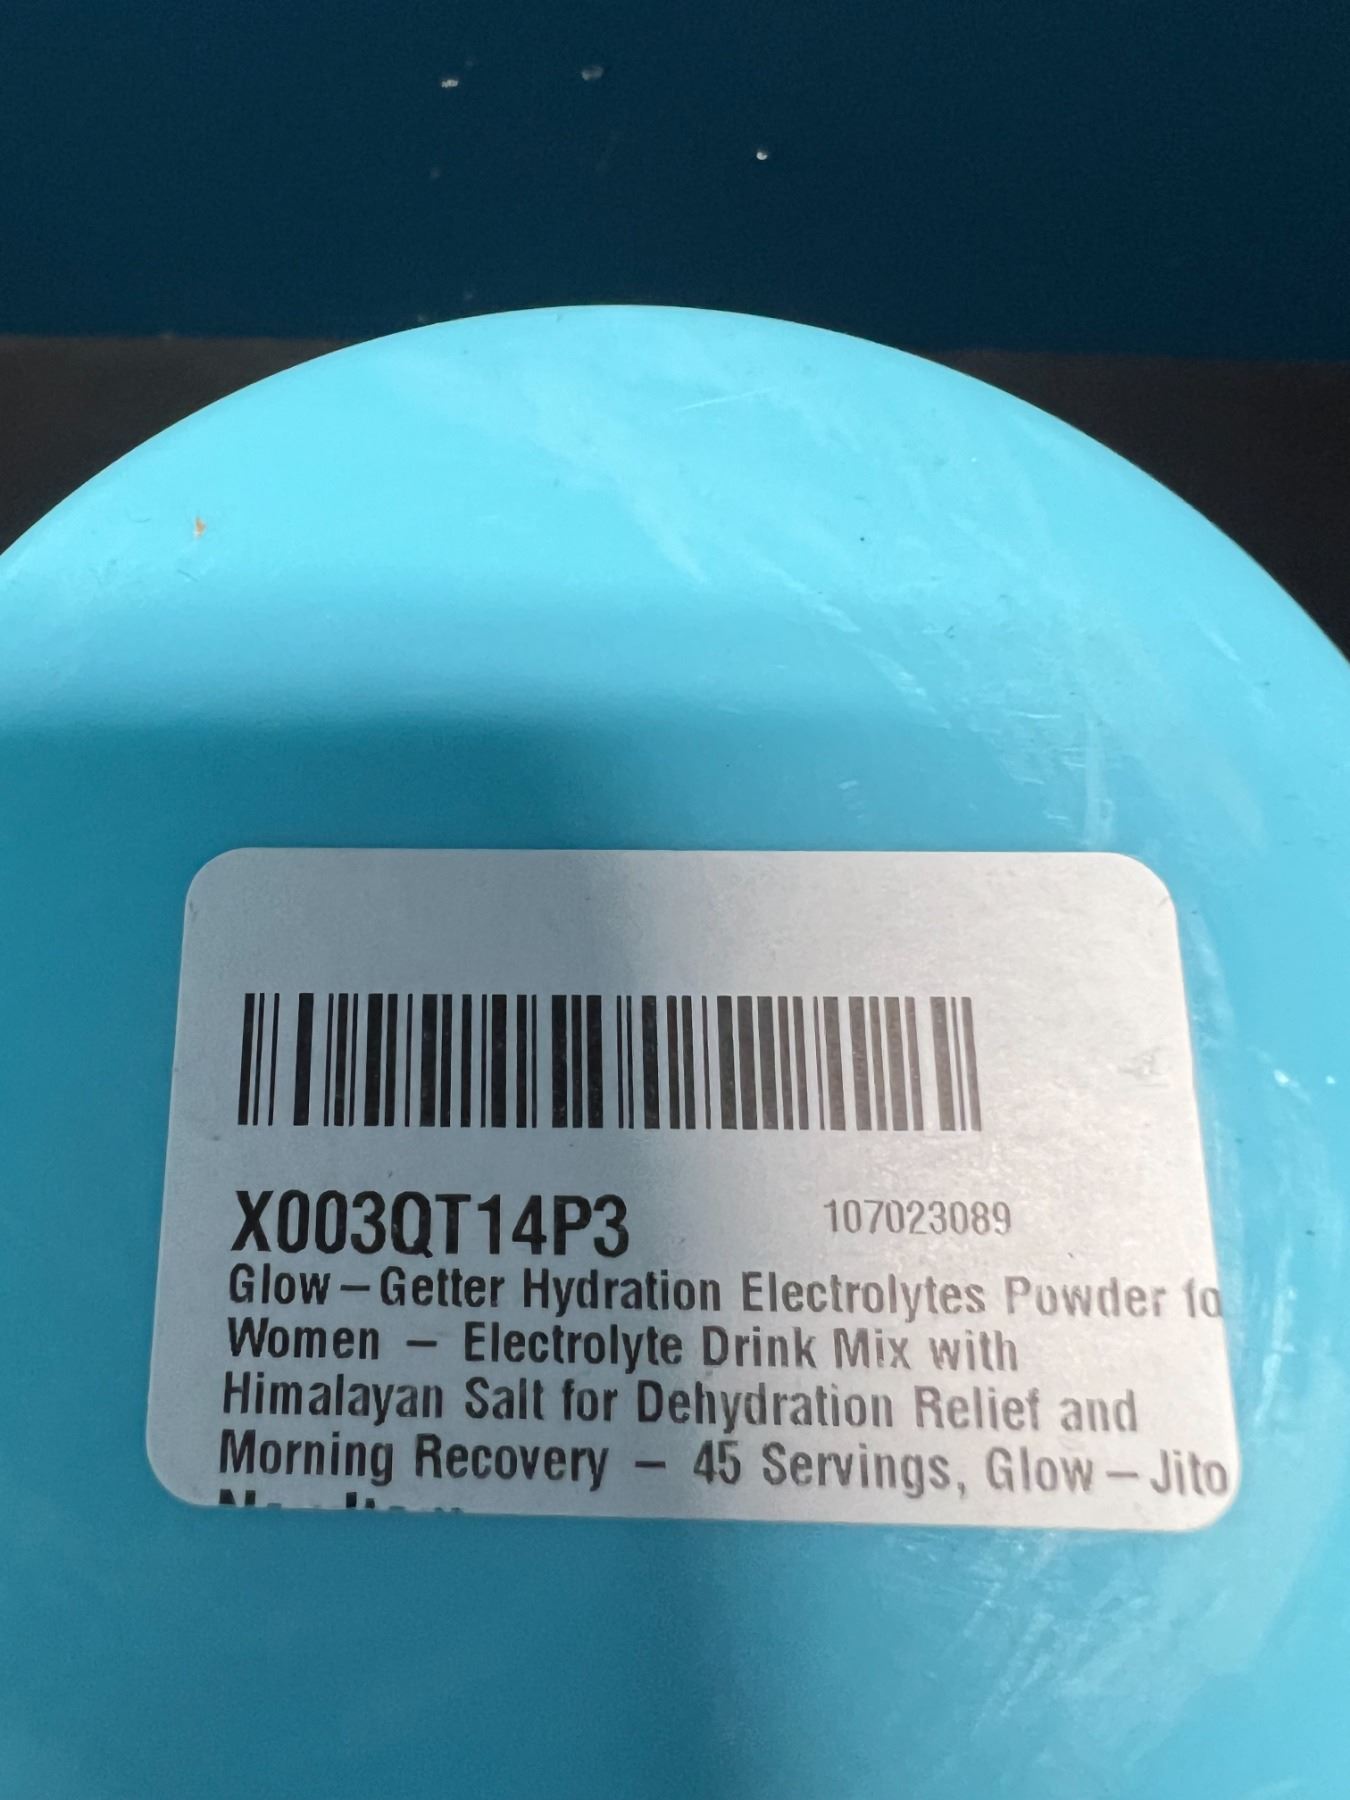 X003QT14P3 107023089
Glow-Getter Hydration Electrolytes Powder fo
Women - Electrolyte Drink Mix with
Himalayan Salt for Dehydration Relief and
Morning Recovery - 45 Servings, Glow-Jito